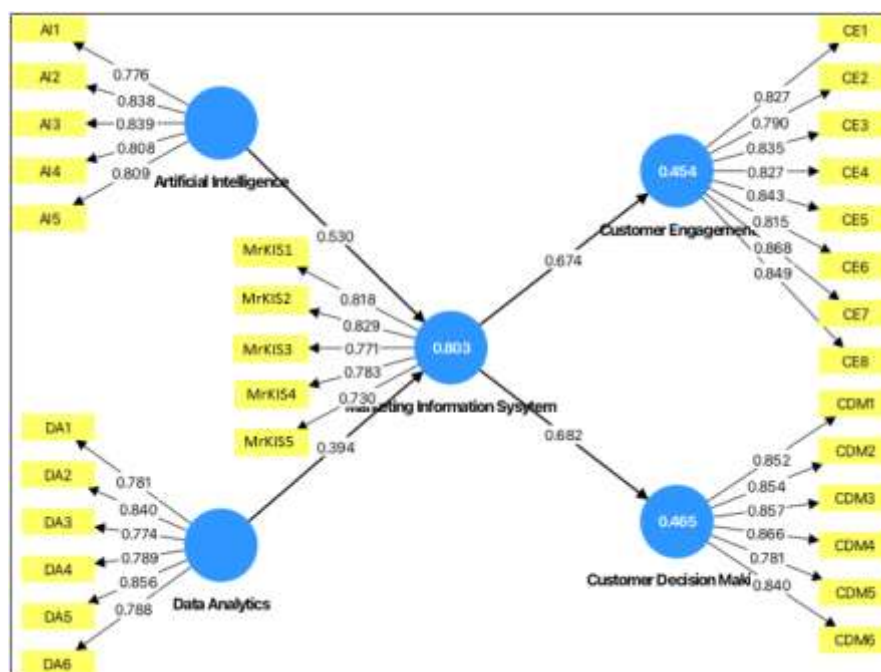 AI1
AI2
AI3
AI4
AI5
0.776
0.838
0.839
0.808
0.809
Artificial Intelligence
0.530
MrKIS1
MrKIS2
MrKIS3
MrKIS4
MrKIS5
0.818
0.829
0.771
0.783
0.730
0.803
Marketing Information Sysytem
DA1
DA2
DA3
DA4
DA5
DA6
0.781
0.840
0.774
0.789
0.856
0.788
Data Analytics
0.394
0.674
0.682
0.454
Customer Engagement
0.827
0.790
0.835
0.827
0.843
0.815
0.868
0.849
CE1
CE2
CE3
CE4
CE5
CE6
CE7
CE8
0.465
Customer Decision Maki
0.852
0.854
0.857
0.866
0.781
0.840
CDM1
CDM2
CDM3
CDM4
CDM5
CDM6